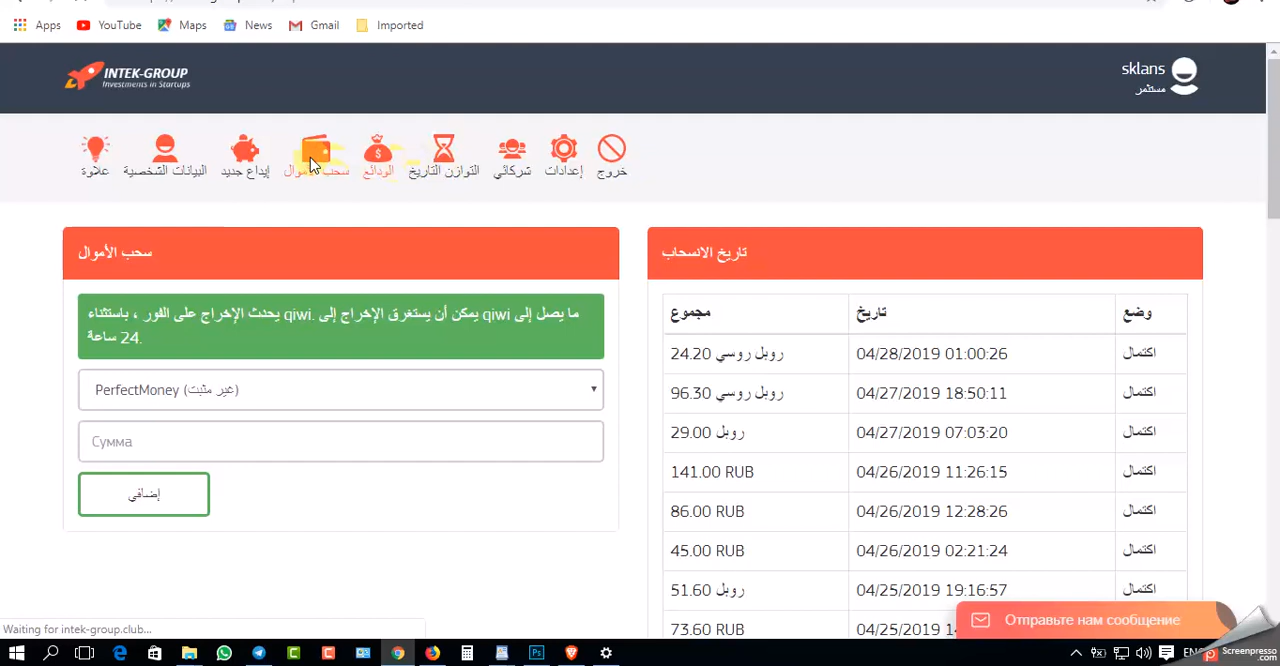 Apps YouTube Maps News Gmail Imported
INTEK-GROUP
Investments in Startups
sklans
مستثمر
علاوة البيانات الشخصية إيداع جديد سحب الأموال الودائع التوازن التاريخ شركائي إعدادات خروج
سحب الأموال
ما يصل إلى qiwi يمكن أن يستغرق الإخراج إلى .qiwi يحدث الإخراج على الفور ، باستثناء
24 ساعة.
PerfectMoney (غير مثبت)
Сумма
إضافي
تاريخ الانسحاب
مجموع تاريخ وضع
24.20 روبل روسي 04/28/2019 01:00:26 اكتمال
96.30 روبل روسي 04/27/2019 18:50:11 اكتمال
29.00 روبل 04/27/2019 07:03:20 اكتمال
141.00 RUB 04/26/2019 11:26:15 اكتمال
86.00 RUB 04/26/2019 12:28:26 اكتمال
45.00 RUB 04/26/2019 02:21:24 اكتمال
51.60 روبل 04/25/2019 19:16:57 اكتمال
73.60 RUB 04/25/2019
Отправьте нам сообщение
Waiting for intek-group.club...
Screenpresso
.com